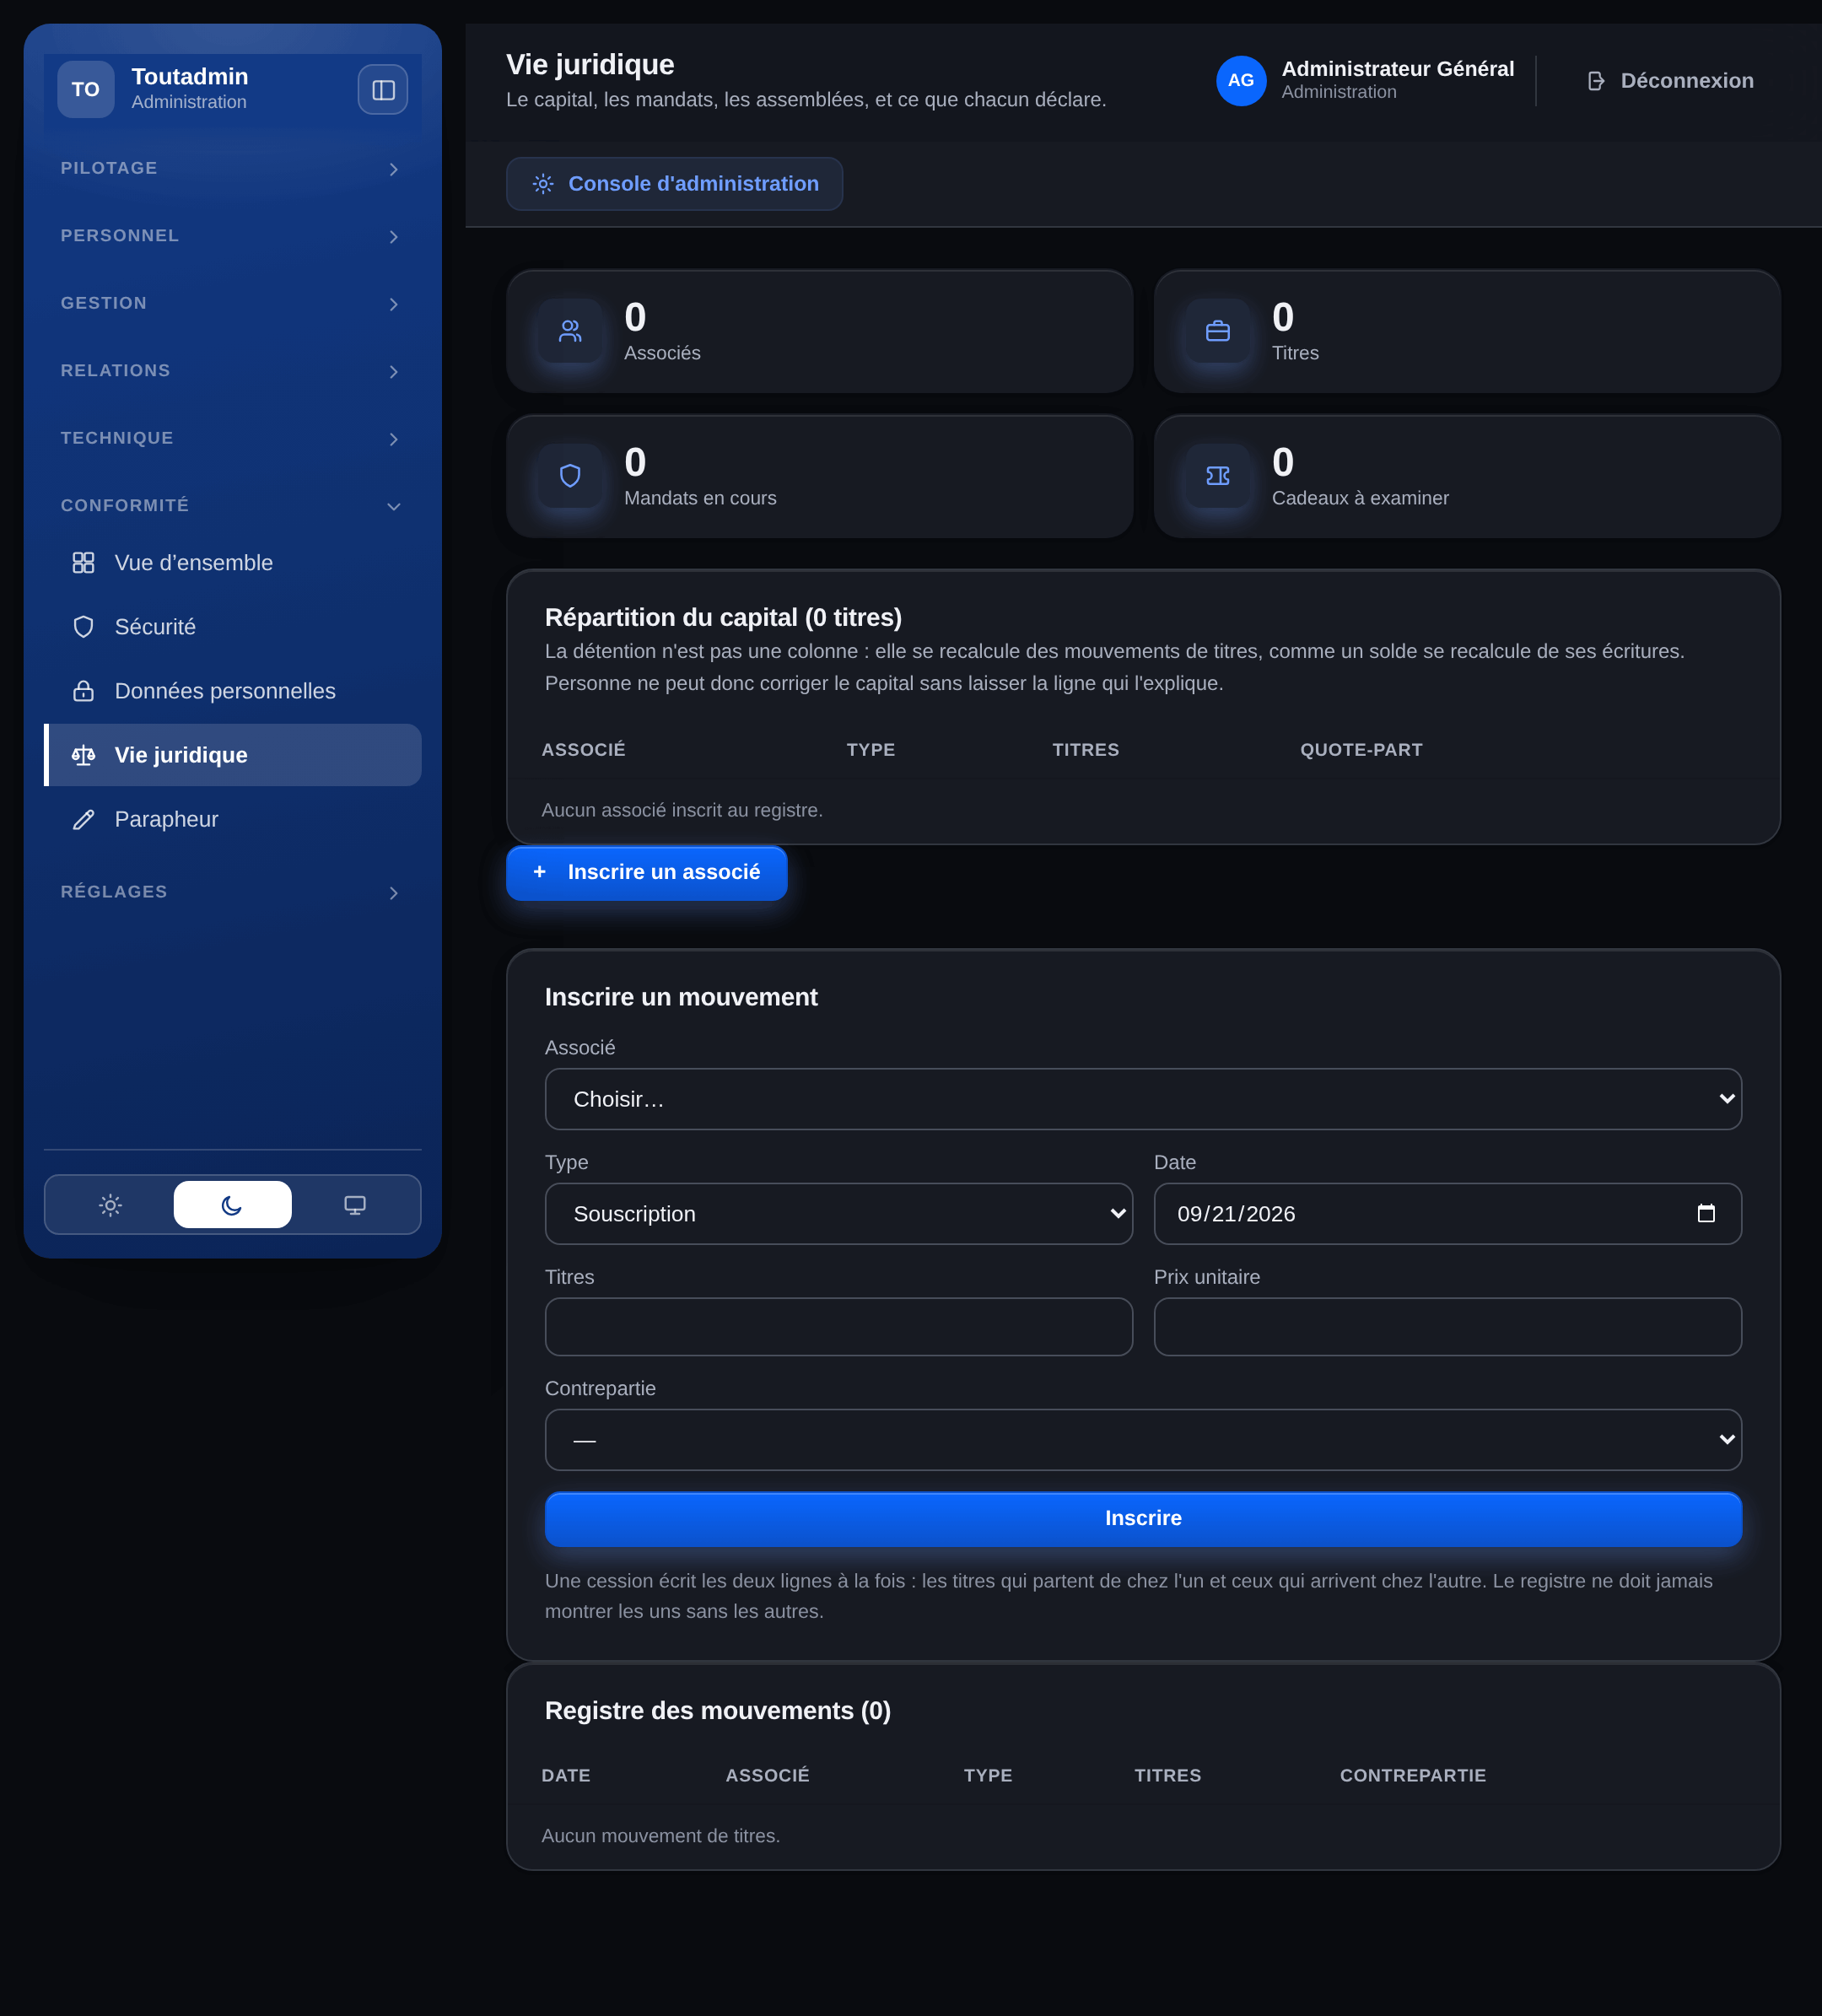 TO
Toutadmin
Administration
PILOTAGE
PERSONNEL
GESTION
RELATIONS
TECHNIQUE
CONFORMITÉ
Vue d’ensemble
Sécurité
Données personnelles
Vie juridique
Parapheur
RÉGLAGES
Vie juridique
Le capital, les mandats, les assemblées, et ce que chacun déclare.
AG
Administrateur Général
Administration
Déconnexion
Console d'administration
0
Associés
0
Titres
0
Mandats en cours
0
Cadeaux à examiner
Répartition du capital (0 titres)
La détention n'est pas une colonne : elle se recalcule des mouvements de titres, comme un solde se recalcule de ses écritures.
Personne ne peut donc corriger le capital sans laisser la ligne qui l'explique.
ASSOCIÉ TYPE TITRES QUOTE-PART
Aucun associé inscrit au registre.
+ Inscrire un associé
Inscrire un mouvement
Associé
Choisir…
Type Date
Souscription 09/21/2026
Titres Prix unitaire
Contrepartie
—
Inscrire
Une cession écrit les deux lignes à la fois : les titres qui partent de chez l'un et ceux qui arrivent chez l'autre. Le registre ne doit jamais
montrer les uns sans les autres.
Registre des mouvements (0)
DATE ASSOCIÉ TYPE TITRES CONTREPARTIE
Aucun mouvement de titres.